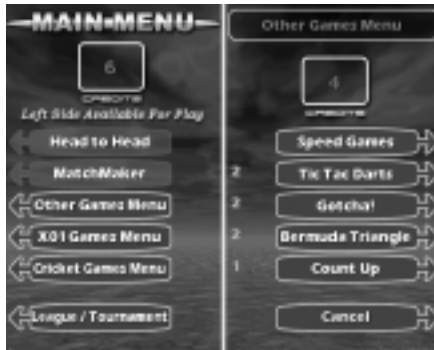 MAIN-MENU
6
CREDITS
Left Side Available For Play
Head to Head
MatchMaker
Other Games Menu
X01 Games Menu
Cricket Games Menu
League / Tournament
Other Games Menu
4
CREDITS
Speed Games
2 Tic Tac Darts
2 Gotcha!
2 Bermuda Triangle
1 Count Up
Cancel